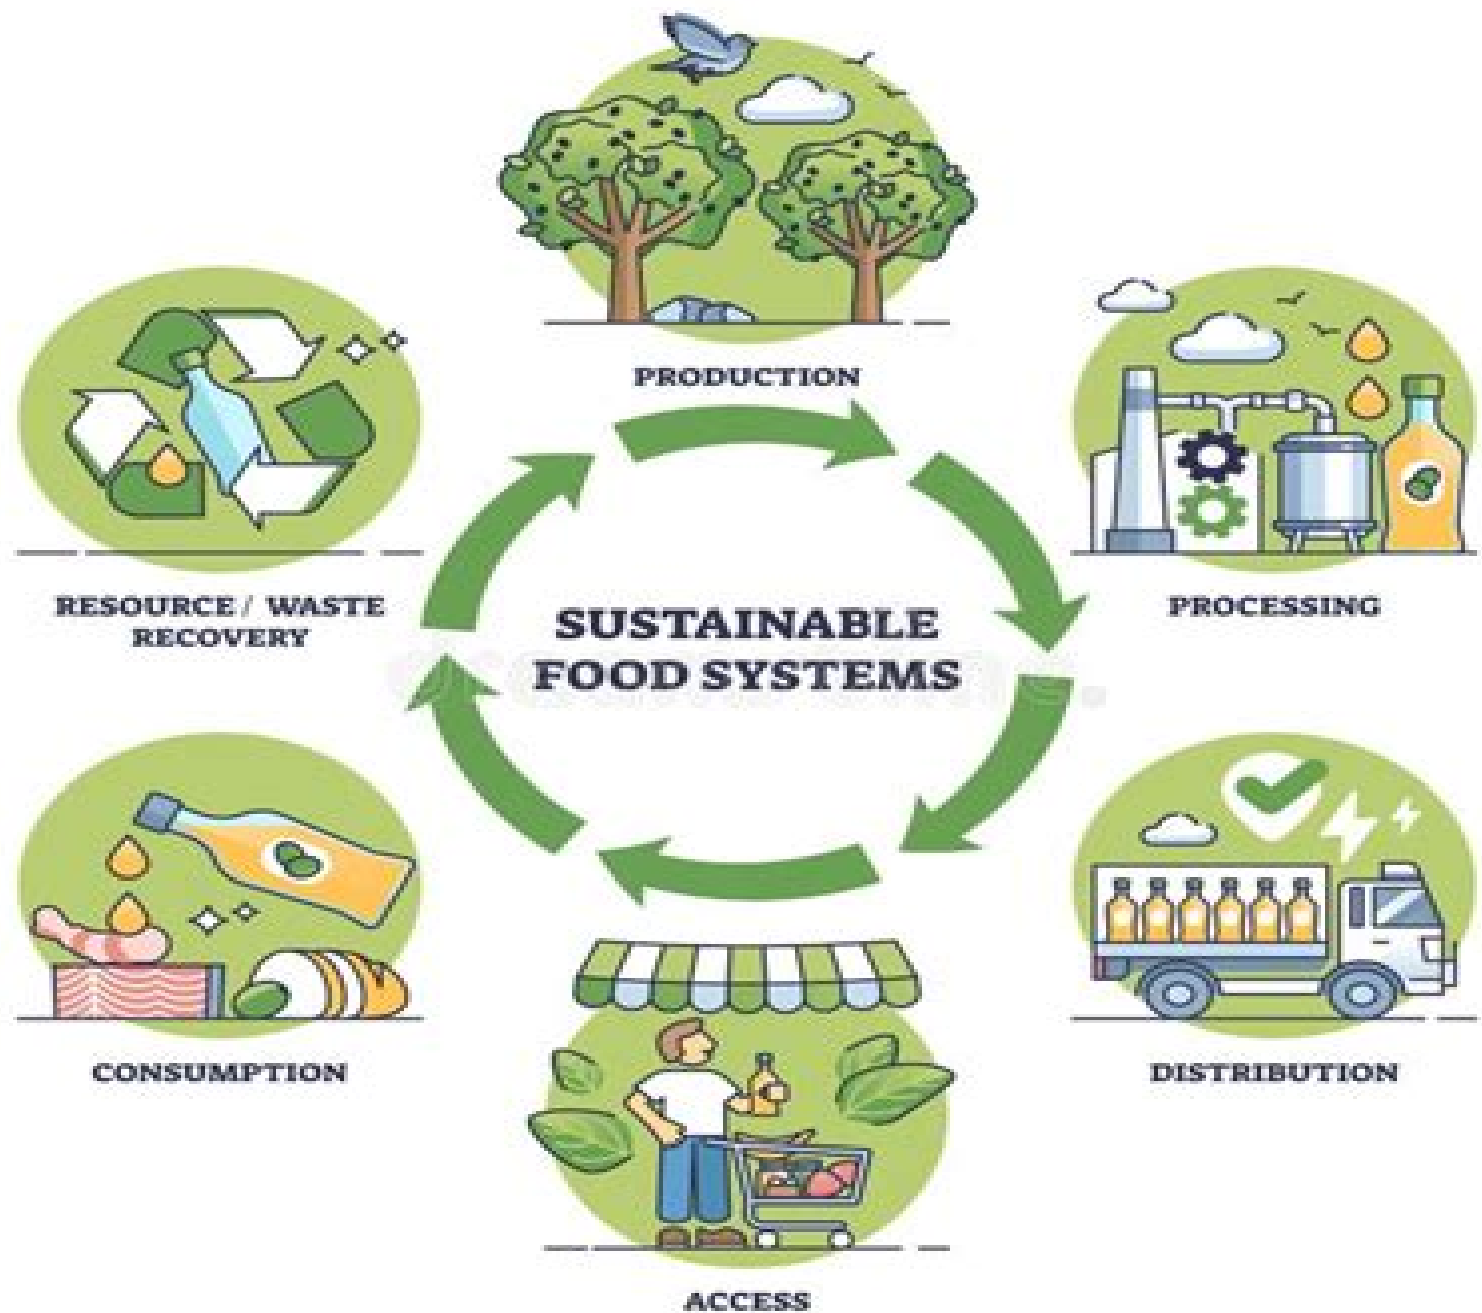 PRODUCTION
PROCESSING
RESOURCE / WASTE
RECOVERY
SUSTAINABLE
FOOD SYSTEMS
CONSUMPTION
DISTRIBUTION
ACCESS